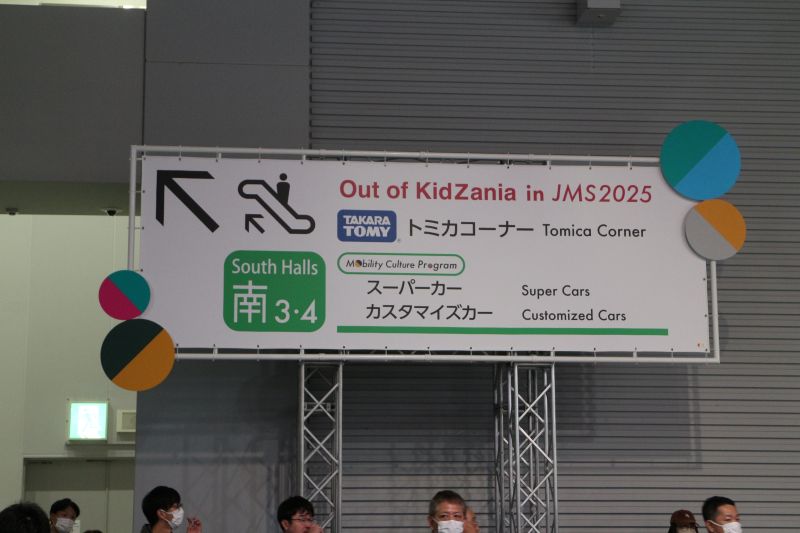 Out of KidZania in JMS2025
TAKARA TOMY トミカコーナー Tomica Corner
South Halls
南 3・4
Mobility Culture Program
スーパーカー Super Cars
カスタマイズカー Customized Cars